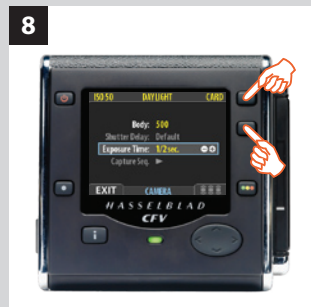 8
ISO 50 DAYLIGHT CARD
Body: 500
Shutter Delay: Default
Exposure Time: 1/2 sec.
Capture Seq.
EXIT CAMERA
HASSELBLAD
CFV
i